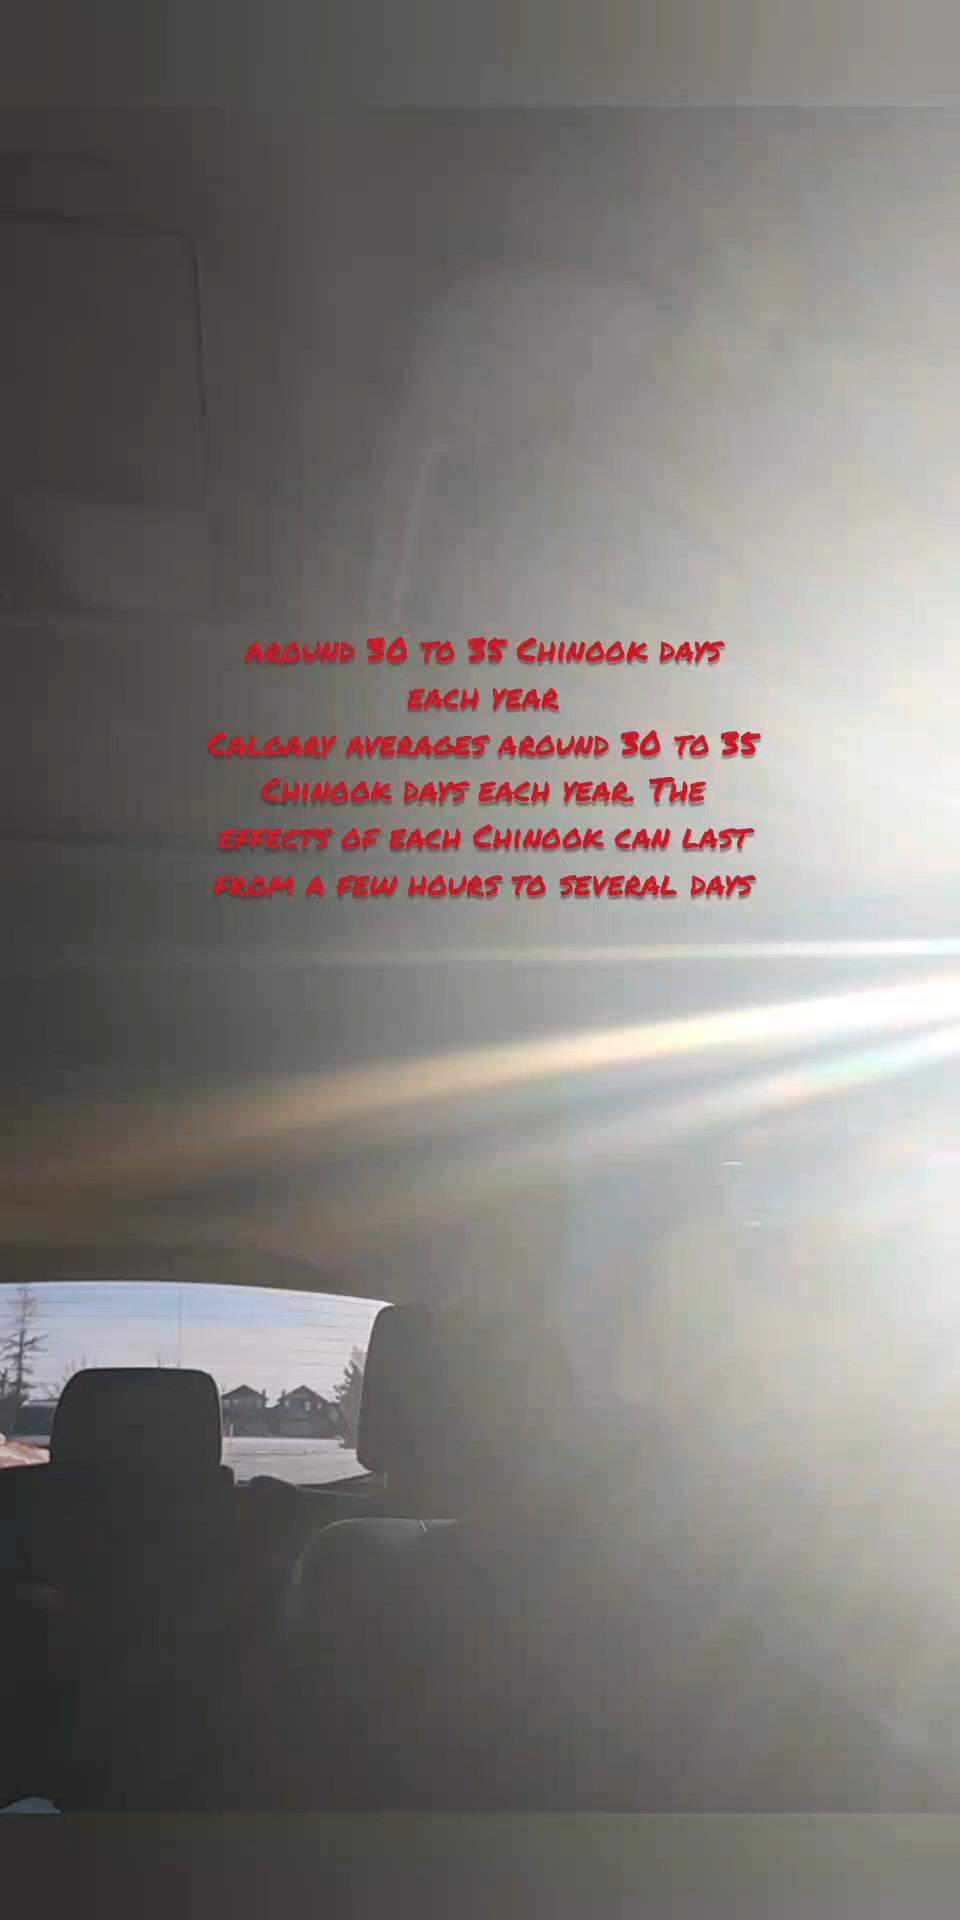 around 30 to 35 Chinook days
each year
Calgary averages around 30 to 35
Chinook days each year. The
effects of each Chinook can last
from a few hours to several days